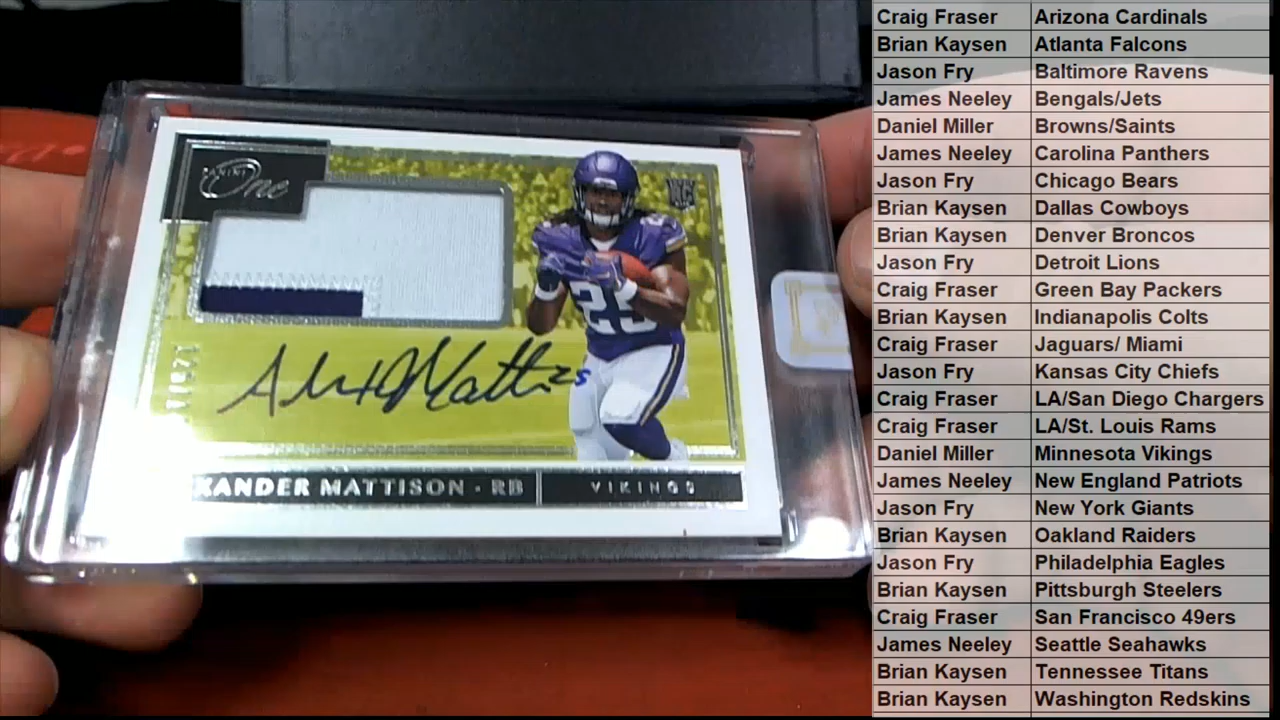 PANINI
One
RC
25
25
XANDER MATTISON - RB
VIKINGS
Craig Fraser Arizona Cardinals
Brian Kaysen Atlanta Falcons
Jason Fry Baltimore Ravens
James Neeley Bengals/Jets
Daniel Miller Browns/Saints
James Neeley Carolina Panthers
Jason Fry Chicago Bears
Brian Kaysen Dallas Cowboys
Brian Kaysen Denver Broncos
Jason Fry Detroit Lions
Craig Fraser Green Bay Packers
Brian Kaysen Indianapolis Colts
Craig Fraser Jaguars/ Miami
Jason Fry Kansas City Chiefs
Craig Fraser LA/San Diego Chargers
Craig Fraser LA/St. Louis Rams
Daniel Miller Minnesota Vikings
James Neeley New England Patriots
Jason Fry New York Giants
Brian Kaysen Oakland Raiders
Jason Fry Philadelphia Eagles
Brian Kaysen Pittsburgh Steelers
Craig Fraser San Francisco 49ers
James Neeley Seattle Seahawks
Brian Kaysen Tennessee Titans
Brian Kaysen Washington Redskins